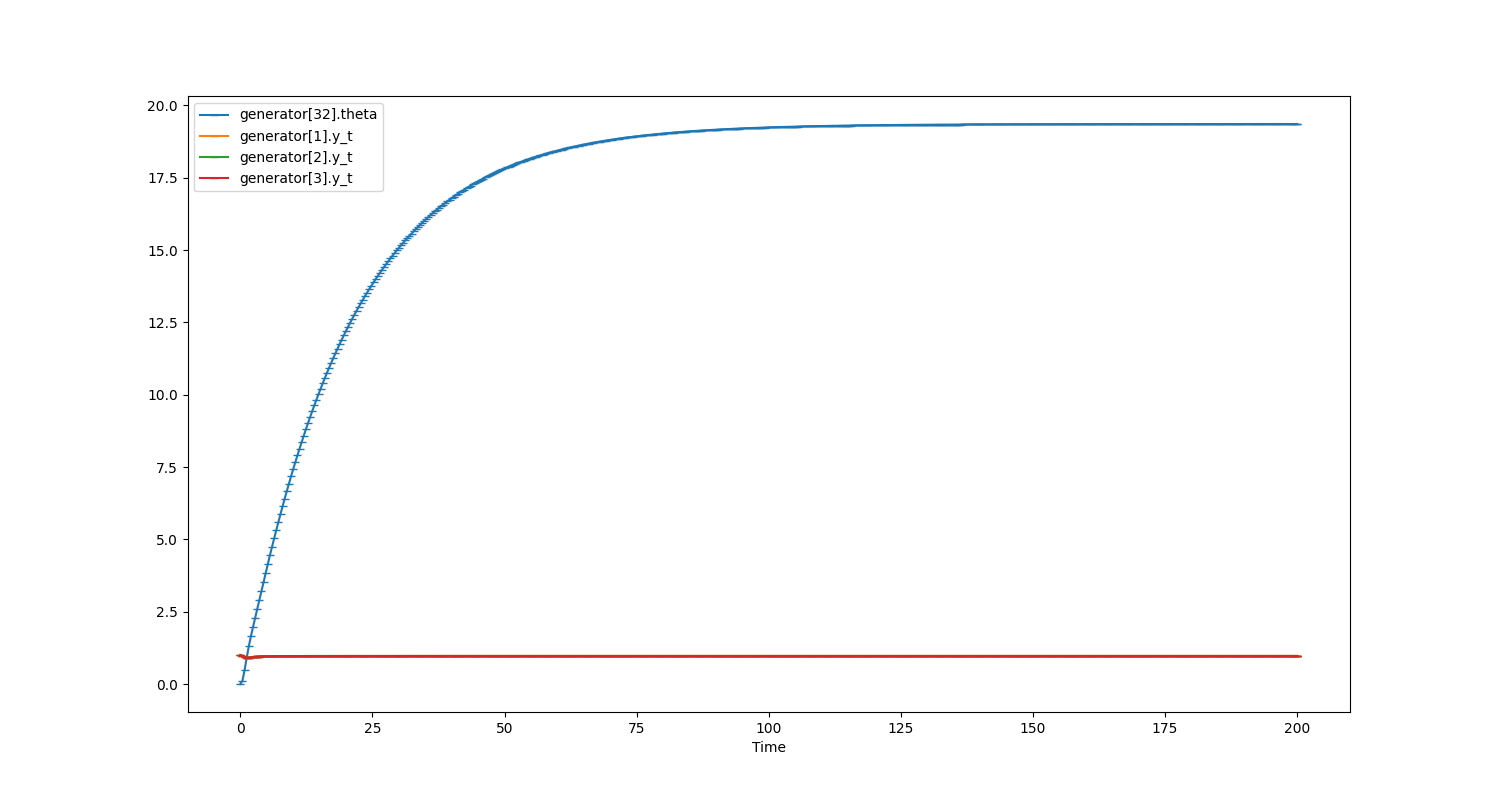 20.0
17.5
15.0
12.5
10.0
7.5
5.0
2.5
0.0
generator[32].theta
generator[1].y_t
generator[2].y_t
generator[3].y_t
0 25 50 75 100 125 150 175 200
Time